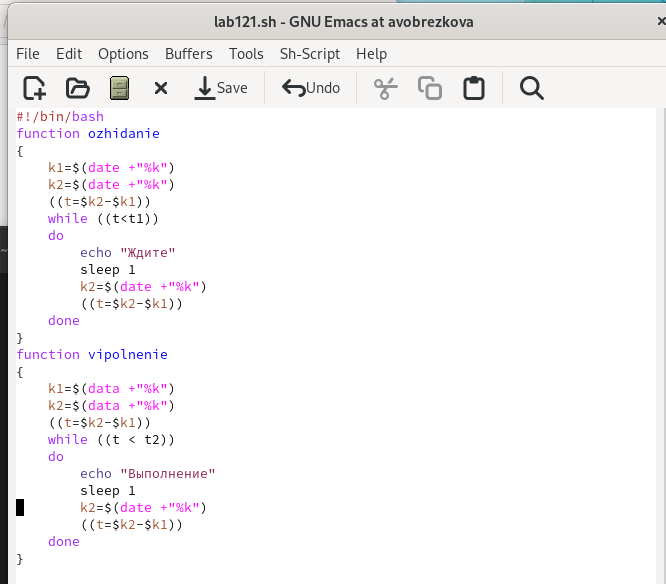 lab121.sh - GNU Emacs at avobrezkova
File Edit Options Buffers Tools Sh-Script Help
Save Undo
#!/bin/bash
function ozhidanie
{
    k1=$(date +"%k")
    k2=$(date +"%k")
    ((t=$k2-$k1))
    while ((t<t1))
    do
        echo "Ждите"
        sleep 1
        k2=$(date +"%k")
        ((t=$k2-$k1))
    done
}
function vipolnenie
{
    k1=$(data +"%k")
    k2=$(data +"%k")
    ((t=$k2-$k1))
    while ((t < t2))
    do
        echo "Выполнение"
        sleep 1
        k2=$(date +"%k")
        ((t=$k2-$k1))
    done
}